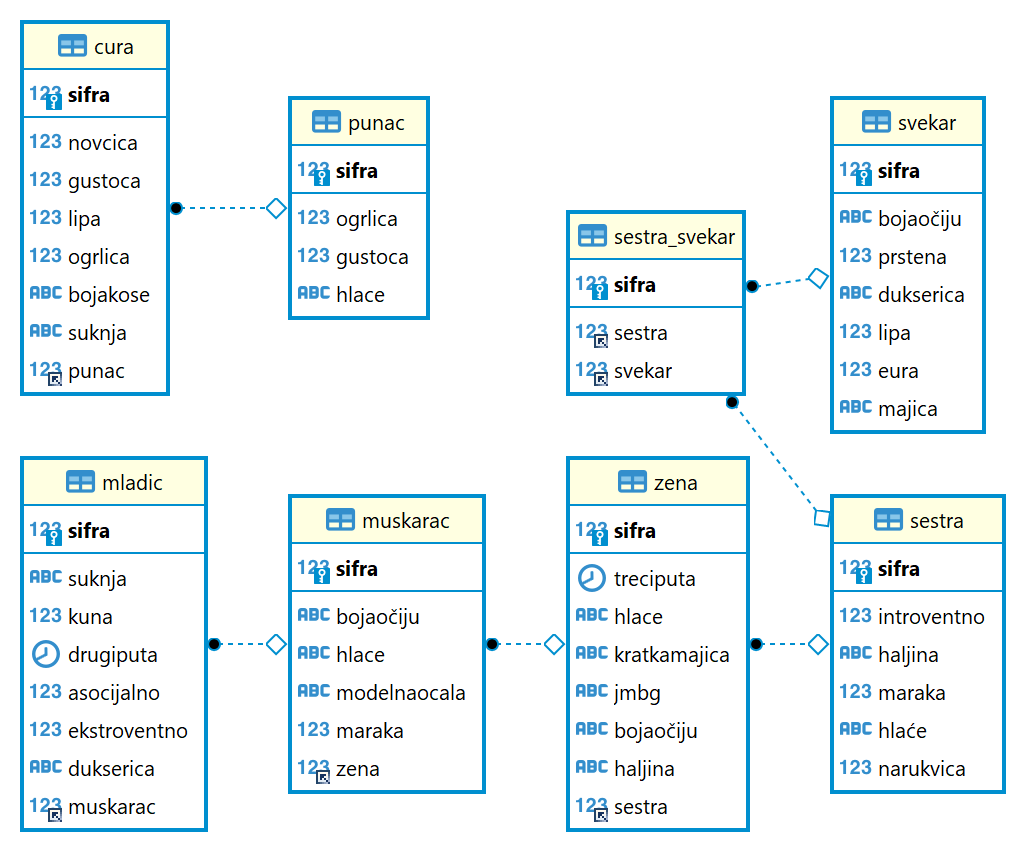 cura
123 sifra
123 novcica
123 gustoca
123 lipa
123 ogrlica
ABC bojakose
ABC suknja
123 punac
punac
123 sifra
123 ogrlica
123 gustoca
ABC hlace
sestra_svekar
123 sifra
123 sestra
123 svekar
svekar
123 sifra
ABC bojaočiju
123 prstena
ABC dukserica
123 lipa
123 eura
ABC majica
mladic
123 sifra
ABC suknja
123 kuna
drugiputa
123 asocijalno
123 ekstroventno
ABC dukserica
123 muskarac
muskarac
123 sifra
ABC bojaočiju
ABC hlace
ABC modelnaocala
123 maraka
123 zena
zena
123 sifra
treciputa
ABC hlace
ABC kratkamajica
ABC jmbg
ABC bojaočiju
ABC haljina
123 sestra
sestra
123 sifra
123 introventno
ABC haljina
123 maraka
ABC hlaće
123 narukvica